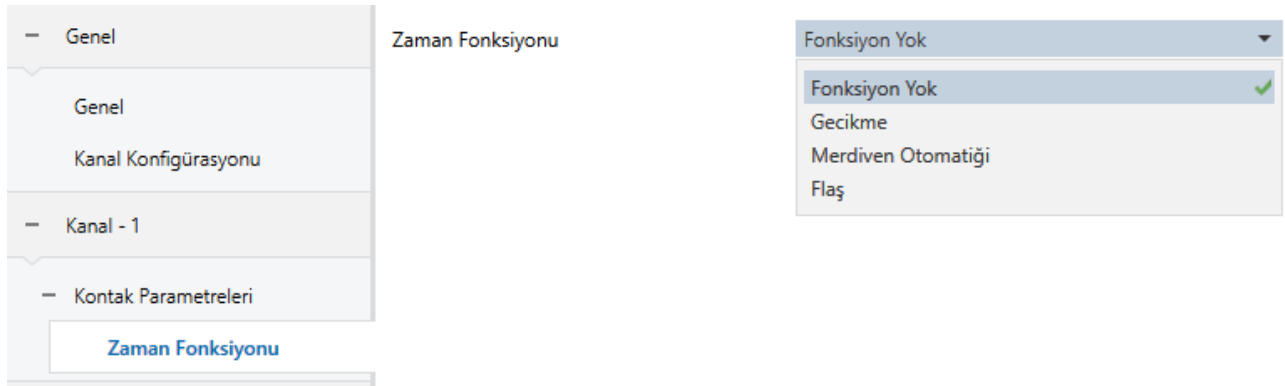 Genel
Genel
Kanal Konfigürasyonu
Kanal - 1
Kontak Parametreleri
Zaman Fonksiyonu
Zaman Fonksiyonu
Fonksiyon Yok
Fonksiyon Yok
Gecikme
Merdiven Otomatiği
Flaş